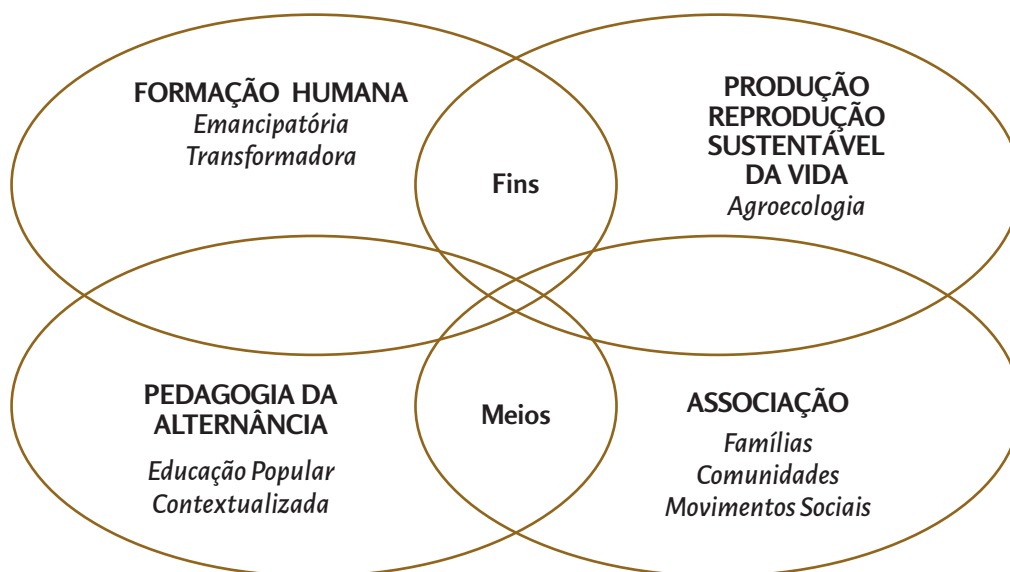 FORMAÇÃO HUMANA
Emancipatória
Transformadora
Fins
PRODUÇÃO
REPRODUÇÃO
SUSTENTÁVEL
DA VIDA
Agroecologia
PEDAGOGIA DA
ALTERNÂNCIA
Educação Popular
Contextualizada
Meios
ASSOCIAÇÃO
Famílias
Comunidades
Movimentos Sociais